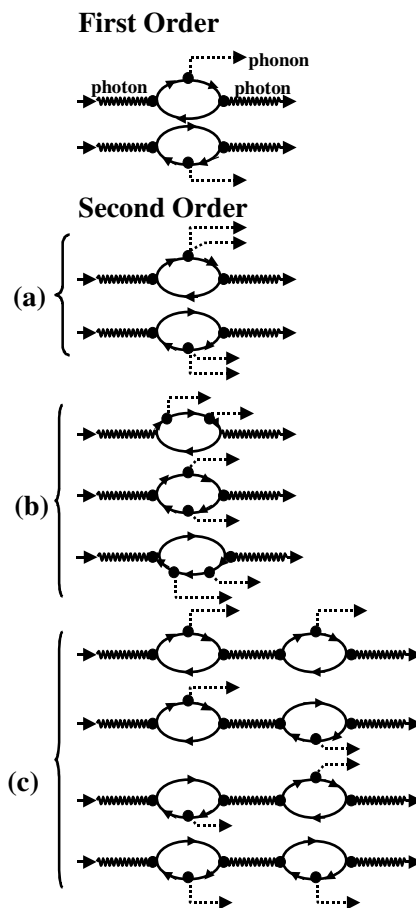 First Order
phonon
photon photon
Second Order
(a)
(b)
(c)